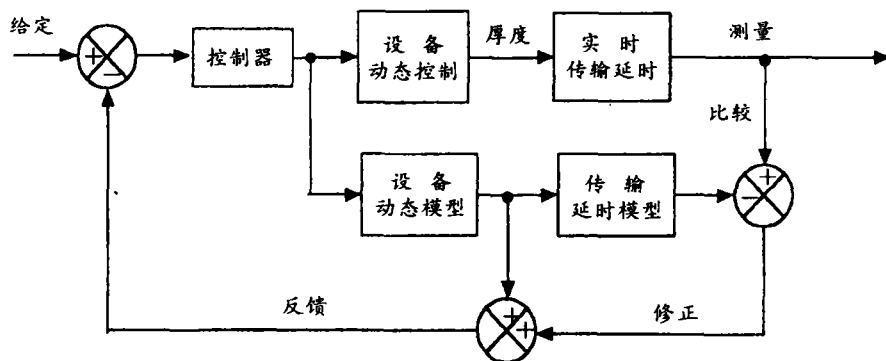 给定
控制器
设备
动态控制
厚度
实时
传输延时
测量
比较
设备
动态模型
传输
延时模型
反馈
修正
+
−
+
−
+
+